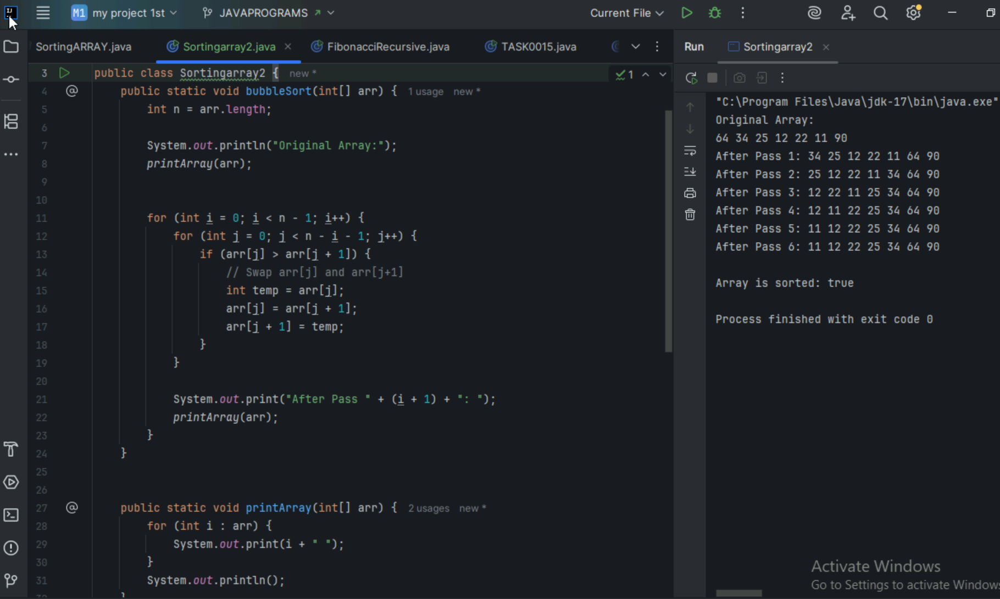 M1 my project 1st JAVAPROGRAMS Current File
SortingARRAY.java Sortingarray2.java FibonacciRecursive.java TASK0015.java
3 public class Sortingarray2 { new *
4 public static void bubbleSort(int[] arr) { 1 usage new *
5 int n = arr.length;
6
7 System.out.println("Original Array:");
8 printArray(arr);
9
10
11 for (int i = 0; i < n - 1; i++) {
12 for (int j = 0; j < n - i - 1; j++) {
13 if (arr[j] > arr[j + 1]) {
14 // Swap arr[j] and arr[j+1]
15 int temp = arr[j];
16 arr[j] = arr[j + 1];
17 arr[j + 1] = temp;
18 }
19 }
20
21 System.out.print("After Pass " + (i + 1) + ": ");
22 printArray(arr);
23 }
24 }
25
26
27 public static void printArray(int[] arr) { 2 usages new *
28 for (int i : arr) {
29 System.out.print(i + " ");
30 }
31 System.out.println();
1
Run Sortingarray2
"C:\Program Files\Java\jdk-17\bin\java.exe"
Original Array:
64 34 25 12 22 11 90
After Pass 1: 34 25 12 22 11 64 90
After Pass 2: 25 12 22 11 34 64 90
After Pass 3: 12 22 11 25 34 64 90
After Pass 4: 12 11 22 25 34 64 90
After Pass 5: 11 12 22 25 34 64 90
After Pass 6: 11 12 22 25 34 64 90
Array is sorted: true
Process finished with exit code 0
Activate Windows
Go to Settings to activate Windows